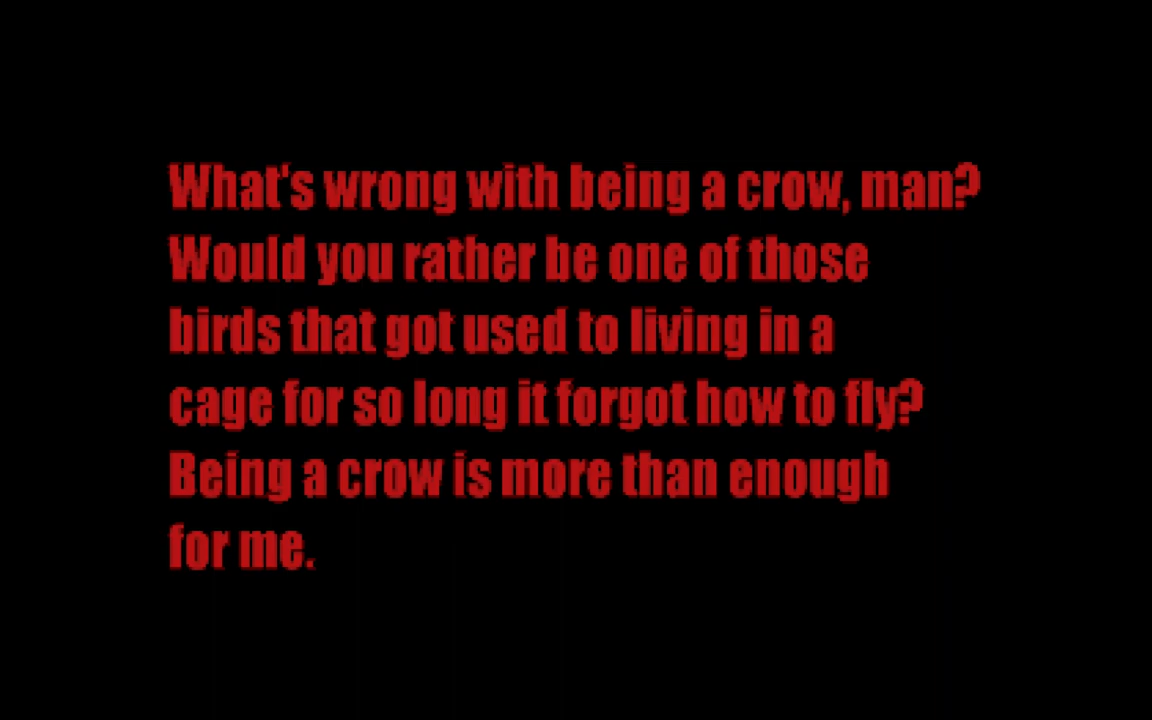 What's wrong with being a crow, man?
Would you rather be one of those
birds that got used to living in a
cage for so long it forgot how to fly?
Being a crow is more than enough
for me.